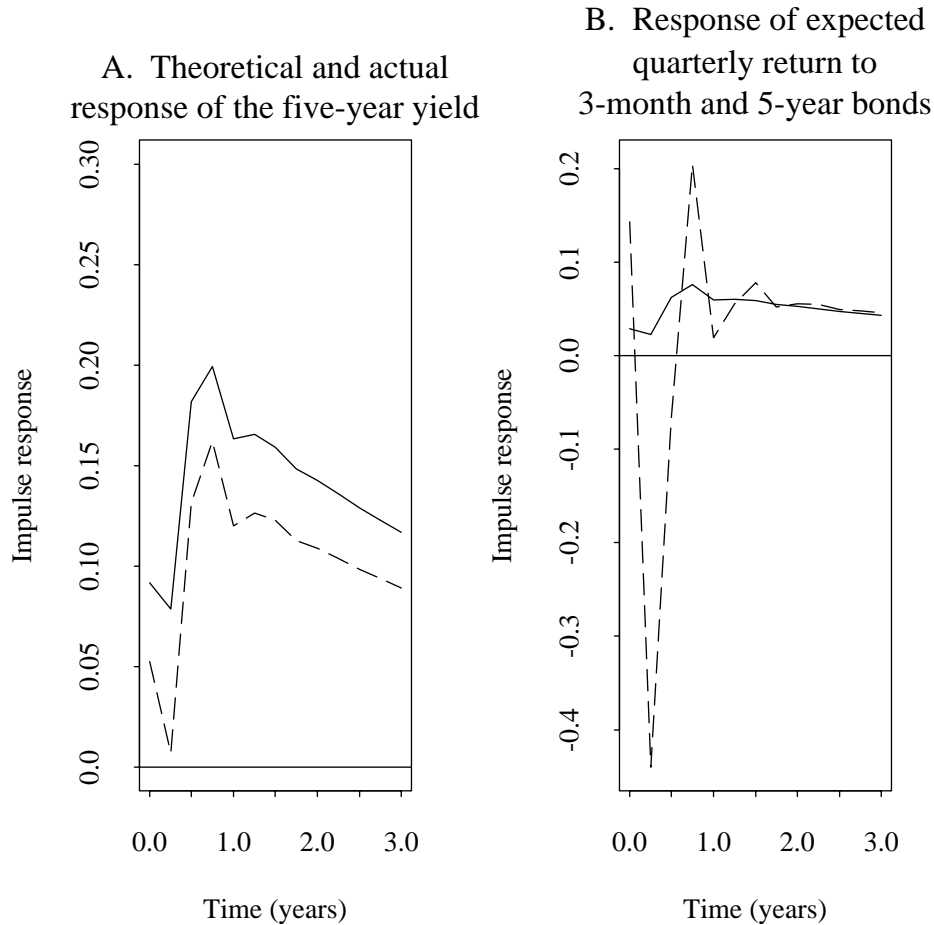 A. Theoretical and actual
response of the five-year yield
0.30
0.25
0.20
0.15
0.10
0.05
0.0
Impulse response
0.0 1.0 2.0 3.0
Time (years)
B. Response of expected
quarterly return to
3-month and 5-year bonds
0.2
0.1
0.0
-0.1
-0.2
-0.3
-0.4
Impulse response
0.0 1.0 2.0 3.0
Time (years)